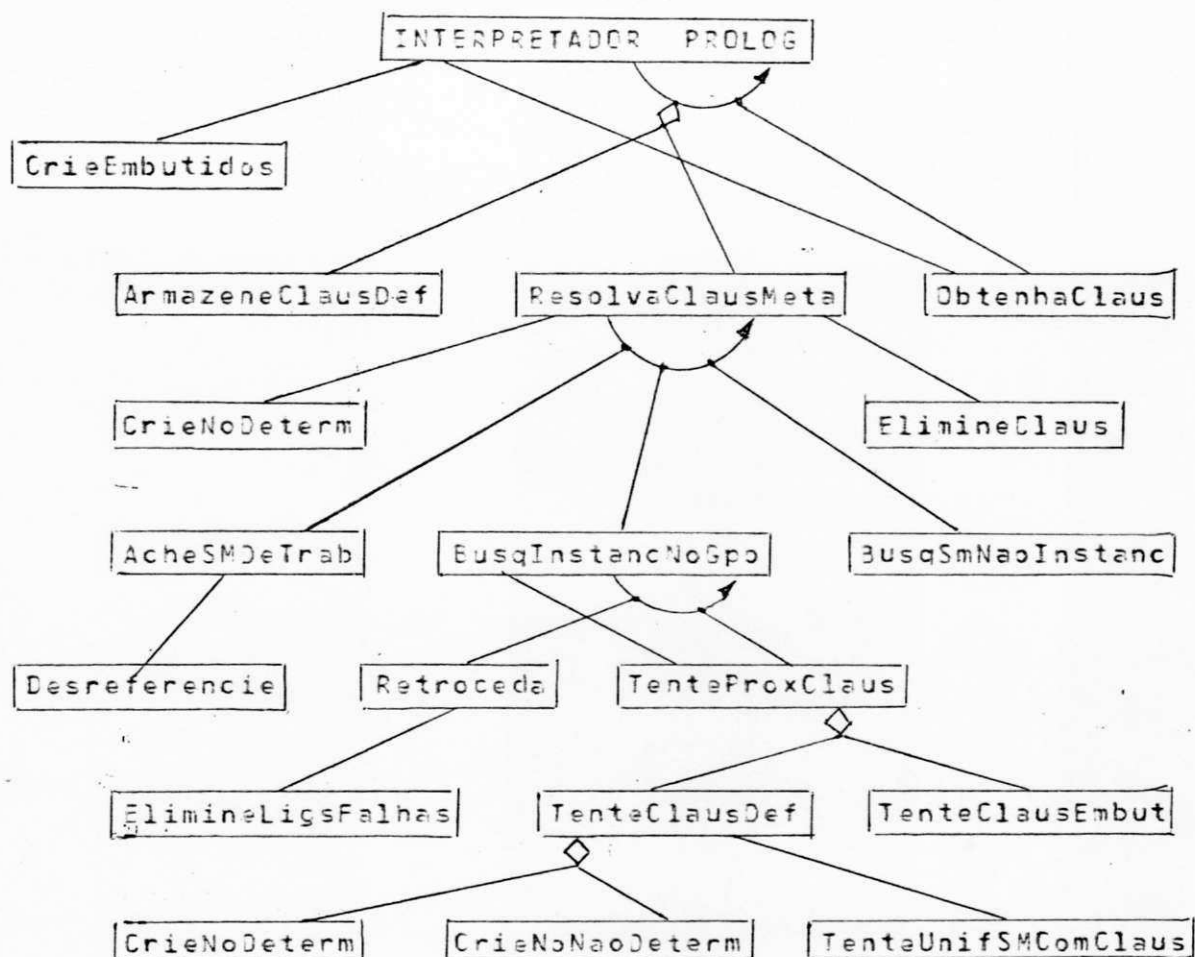 INTERPRETADOR PROLOG
CrieEmbutidos
ArmazeneClausDef ResolvaClausMeta ObtenhaClaus
CrieNoDeterm ElimineClaus
AcheSMDeTrab BusqInstancNoGpo BusqSmNaoInstanc
Desreferencie Retroceda TenteProxClaus
ElimineLigsFalhas TenteClausDef TenteClausEmbut
CrieNoDeterm CrieNoNaoDeterm TentaUnifSMComClaus